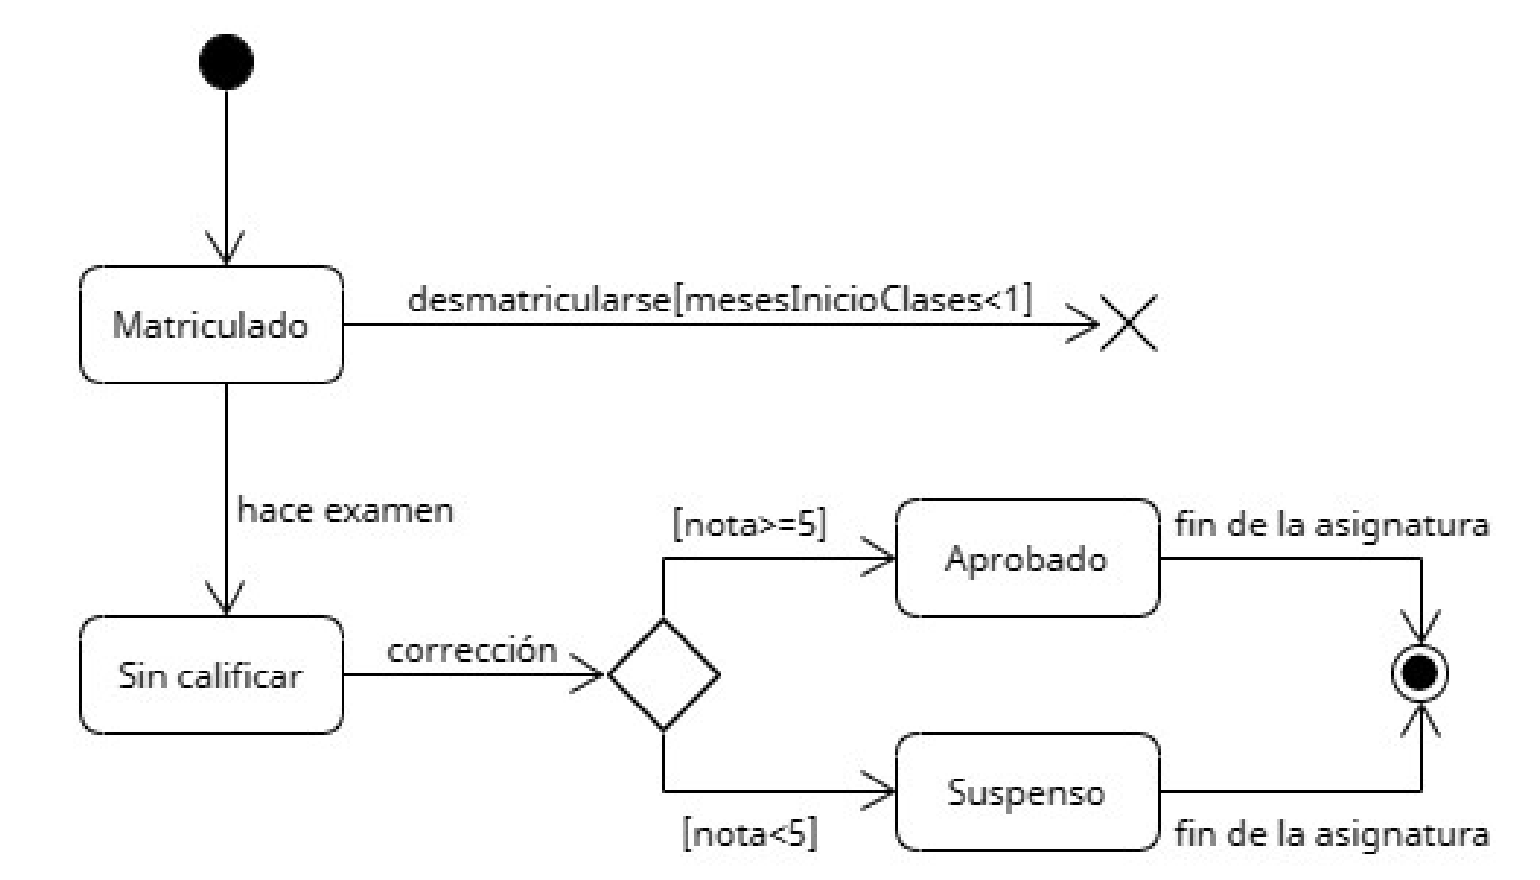 desmatricularse[mesesInicioClases<1]
Matriculado
hace examen
[nota>=5]
fin de la asignatura
Aprobado
corrección
Sin calificar
Suspenso
[nota<5]
fin de la asignatura